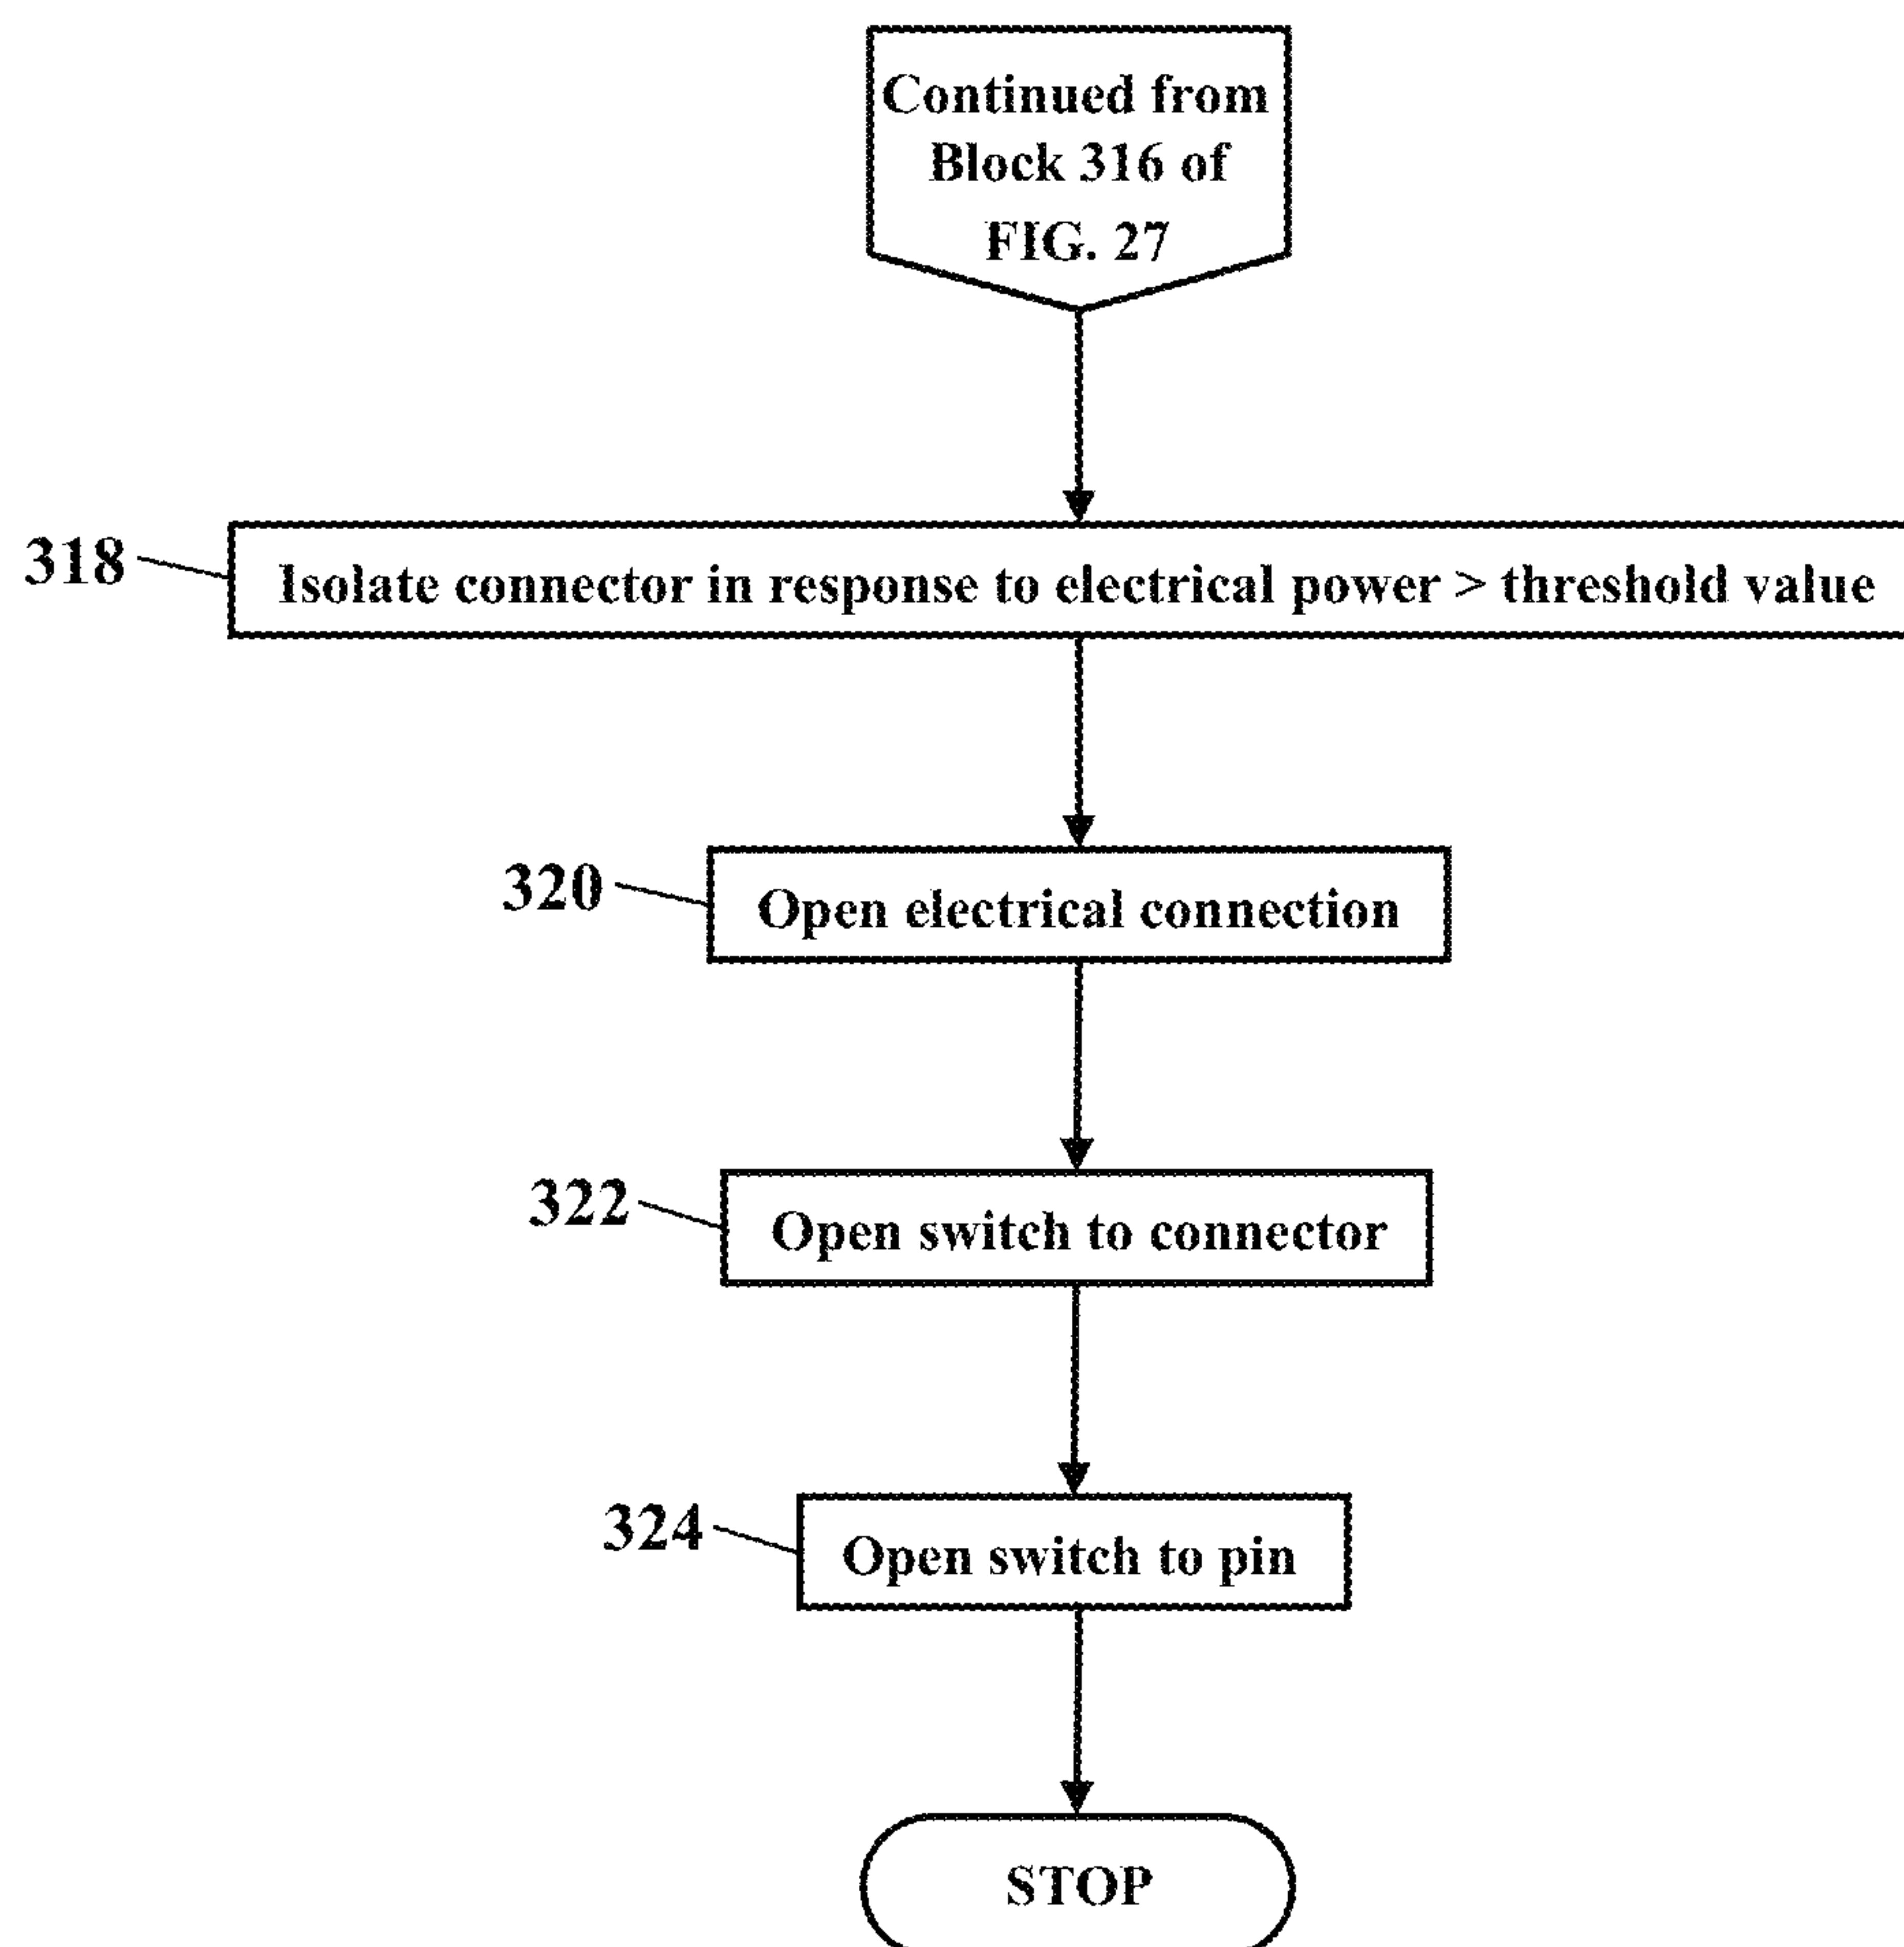 Continued from
Block 316 of
FIG. 27
318
Isolate connector in response to electrical power > threshold value
320
Open electrical connection
322
Open switch to connector
324
Open switch to pin
STOP